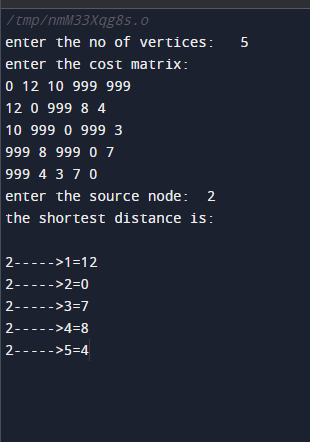 /tmp/nmM33Xqg8s.o
enter the no of vertices:   5
enter the cost matrix:
0 12 10 999 999
12 0 999 8 4
10 999 0 999 3
999 8 999 0 7
999 4 3 7 0
enter the source node:  2
the shortest distance is:
2----->1=12
2----->2=0
2----->3=7
2----->4=8
2----->5=4